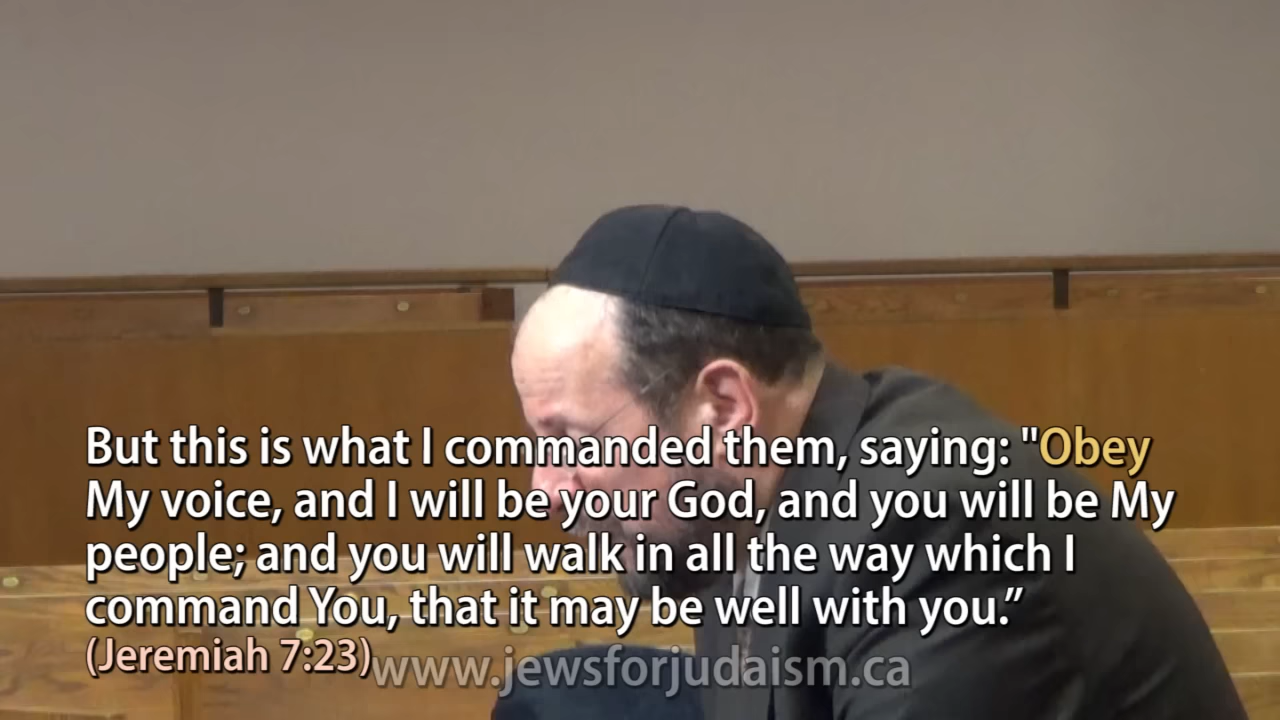 But this is what I commanded them, saying: "Obey
My voice, and I will be your God, and you will be My
people; and you will walk in all the way which I
command You, that it may be well with you.”
(Jeremiah 7:23)
www.jewsforjudaism.ca